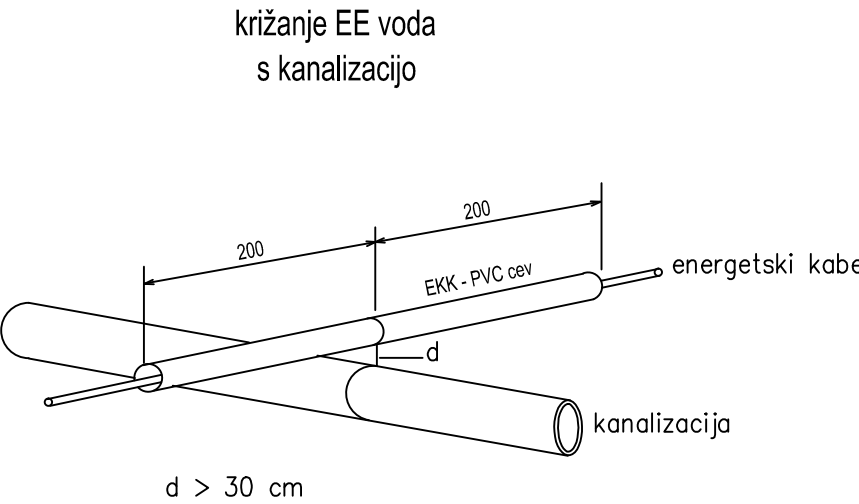 križanje EE voda
s kanalizacijo
200
200
EKK - PVC cev
energetski kabe
d
kanalizacija
d > 30 cm